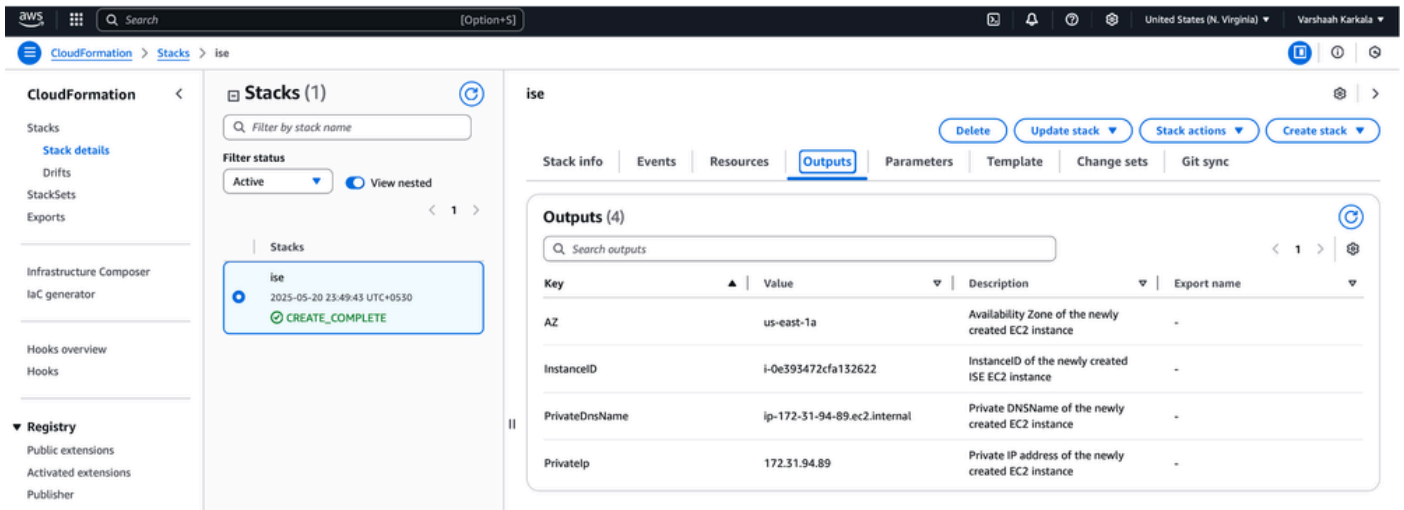 aws
Search
[Option+S]
United States (N. Virginia)
Varshaah Karkala
CloudFormation > Stacks > ise
CloudFormation
Stacks
Stack details
Drifts
StackSets
Exports
Infrastructure Composer
IaC generator
Hooks overview
Hooks
Registry
Public extensions
Activated extensions
Publisher
Stacks (1)
Filter by stack name
Filter status
Active
View nested
< 1 >
Stacks
ise
2025-05-20 23:49:43 UTC+0530
CREATE_COMPLETE
ise
Delete
Update stack
Stack actions
Create stack
Stack info
Events
Resources
Outputs
Parameters
Template
Change sets
Git sync
Outputs (4)
Search outputs
< 1 >
Key
Value
Description
Export name
AZ
us-east-1a
Availability Zone of the newly
created EC2 instance
-
InstanceID
i-0e393472cfa132622
InstanceID of the newly created
ISE EC2 instance
-
PrivateDnsName
ip-172-31-94-89.ec2.internal
Private DNSName of the newly
created EC2 instance
-
PrivateIp
172.31.94.89
Private IP address of the newly
created EC2 instance
-